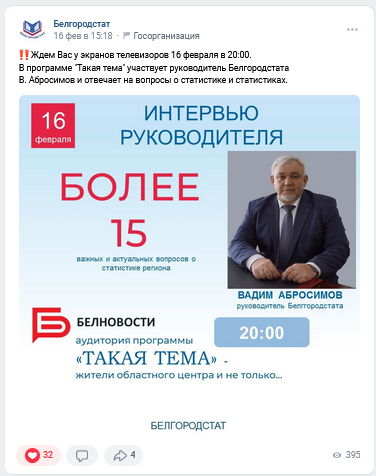 Белгородстат
16 фев в 15:18 · Госорганизация
‼Ждем Вас у экранов телевизоров 16 февраля в 20:00.
В программе "Такая тема" участвует руководитель Белгородстата
В. Абросимов и отвечает на вопросы о статистике и статистиках.
16
февраля
ИНТЕРВЬЮ
РУКОВОДИТЕЛЯ
БОЛЕЕ
15
важных и актуальных вопросов о
статистике региона
ВАДИМ АБРОСИМОВ
руководитель Белггородстата
БЕЛНОВОСТИ
20:00
аудитория программы
«ТАКАЯ ТЕМА» -
жители областного центра и не только...
БЕЛГОРОДСТАТ
32
4
395